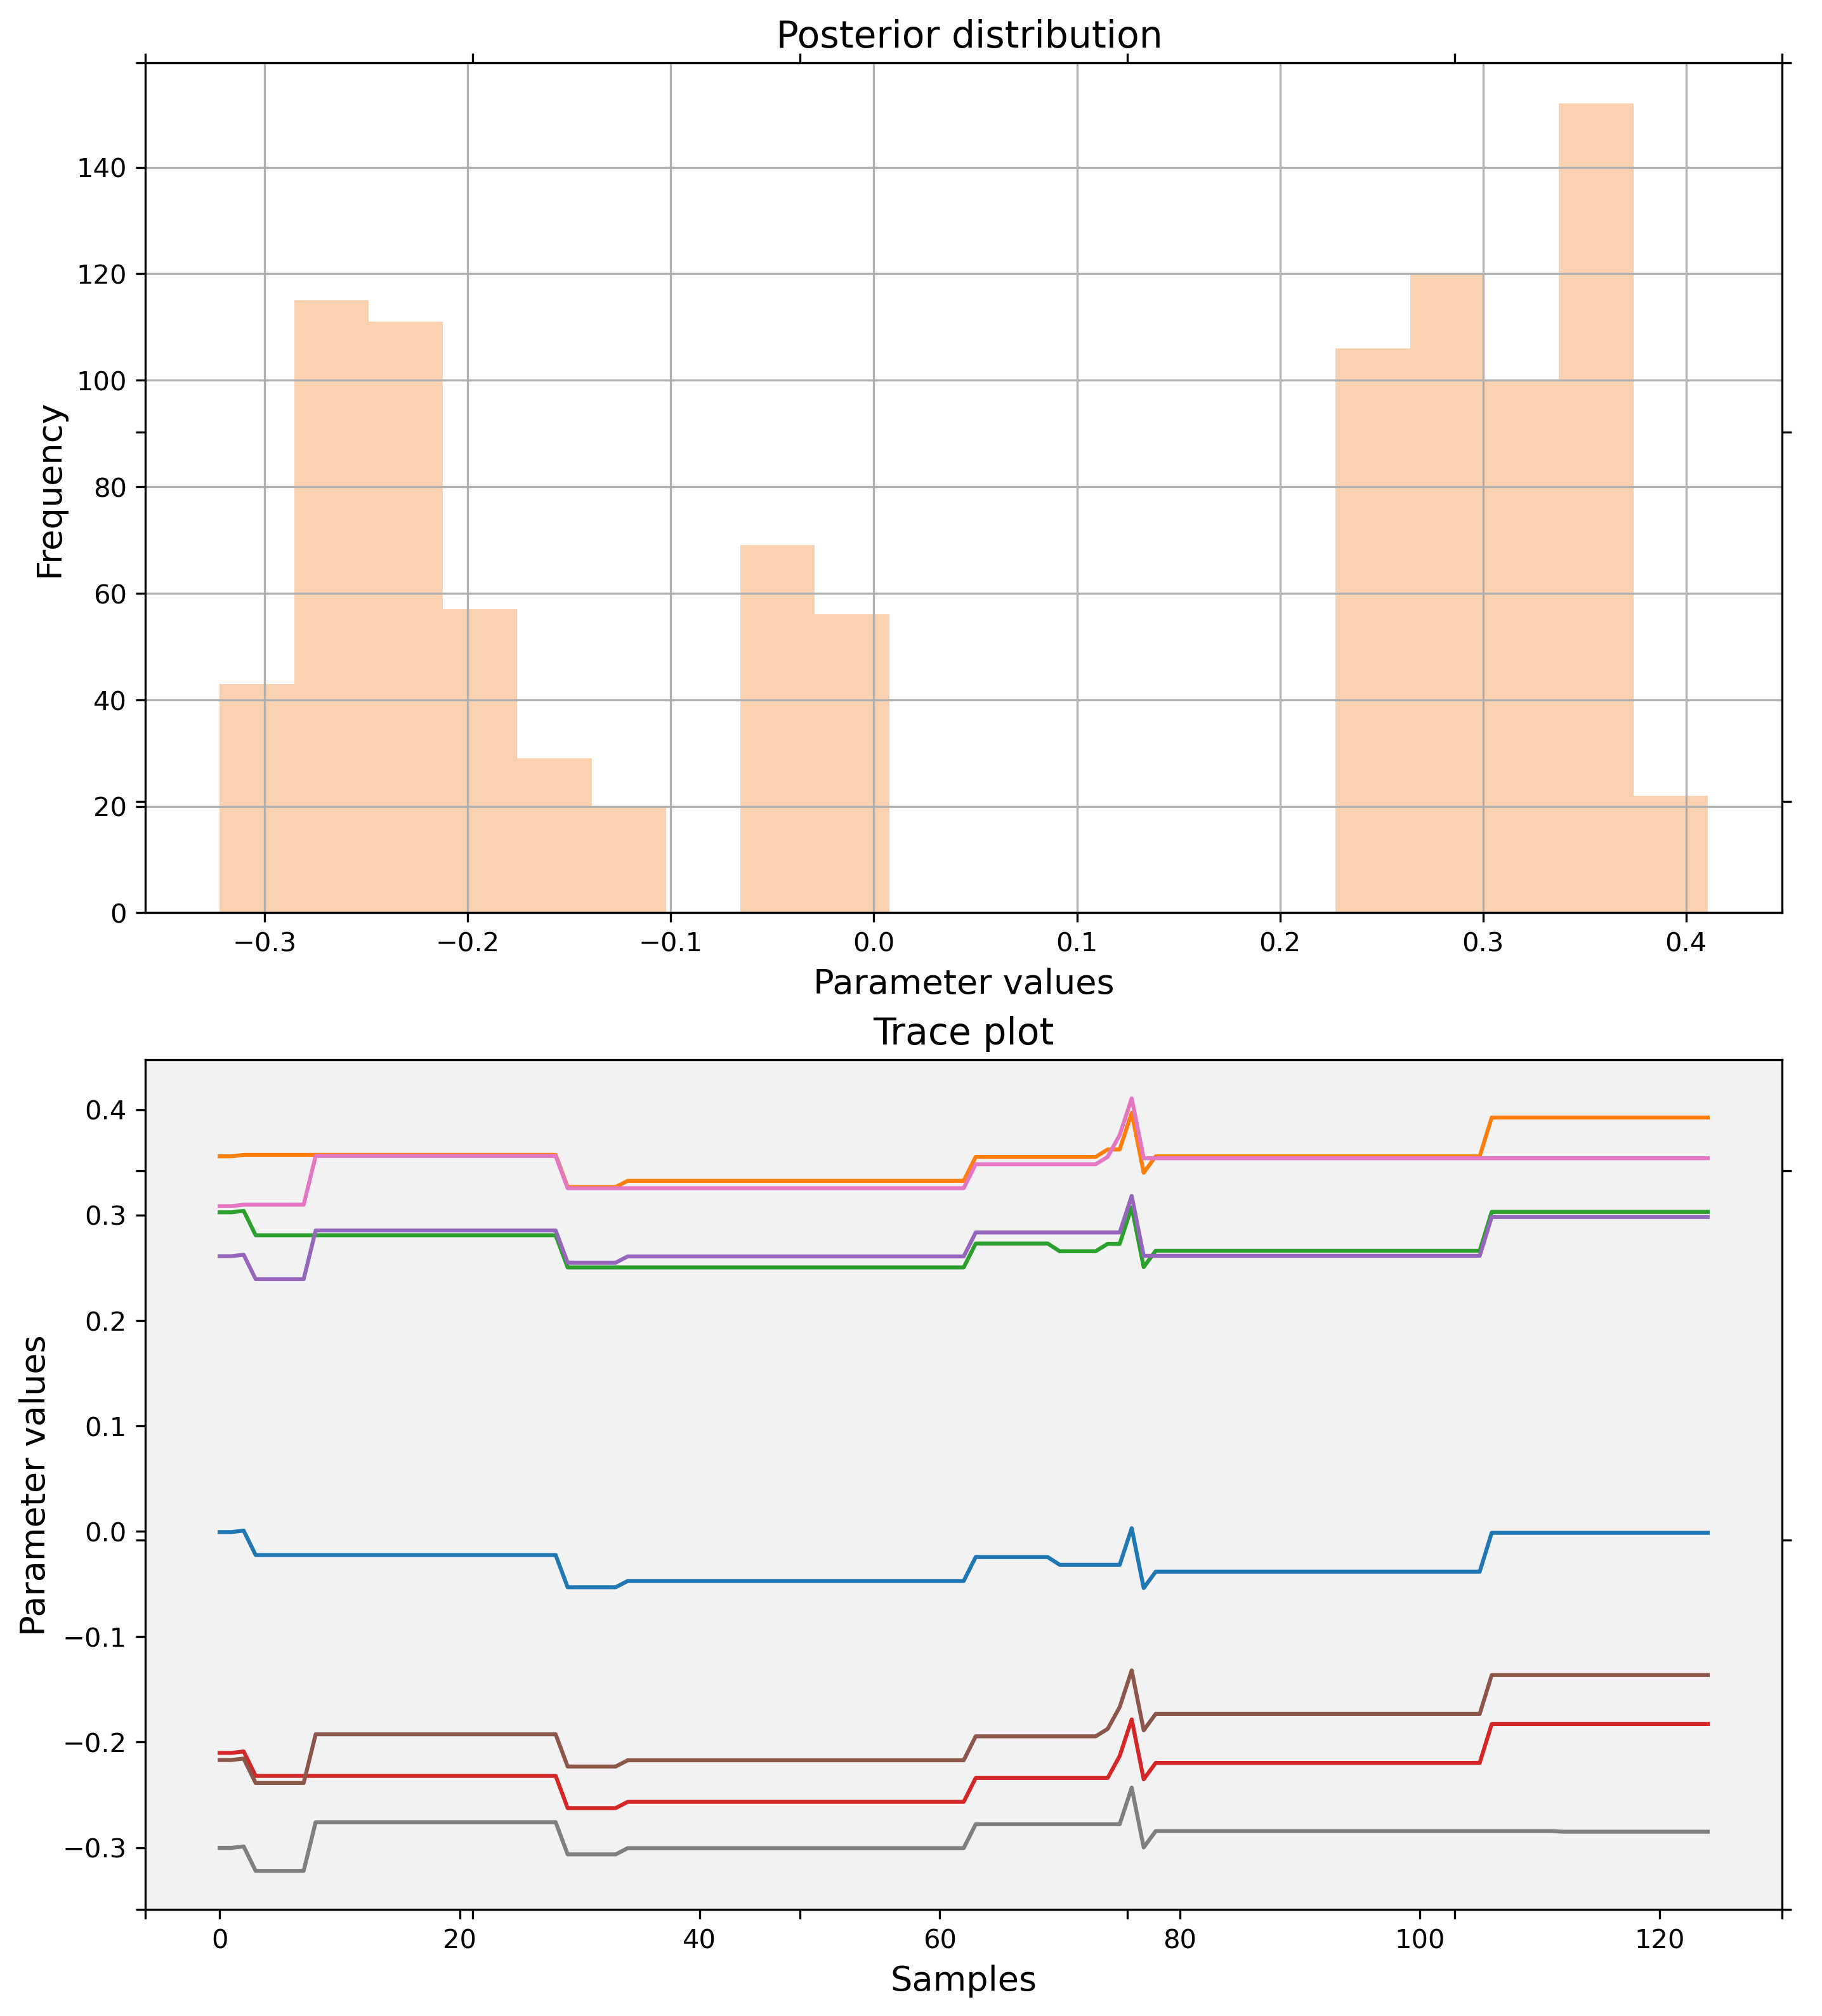 Posterior distribution
140
120
100
80
60
40
20
0
Frequency
−0.3 −0.2 −0.1 0.0 0.1 0.2 0.3 0.4
Parameter values
Trace plot
0.4
0.3
0.2
0.1
0.0
−0.1
−0.2
−0.3
Parameter values
0 20 40 60 80 100 120
Samples